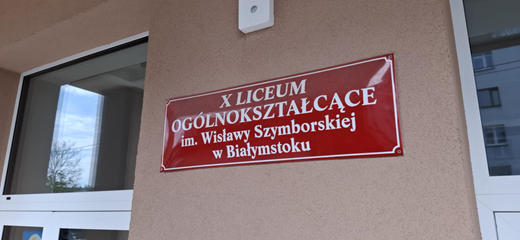 X LICEUM
OGÓLNOKSZTAŁCĄCE
im. Wisławy Szymborskiej
w Białymstoku